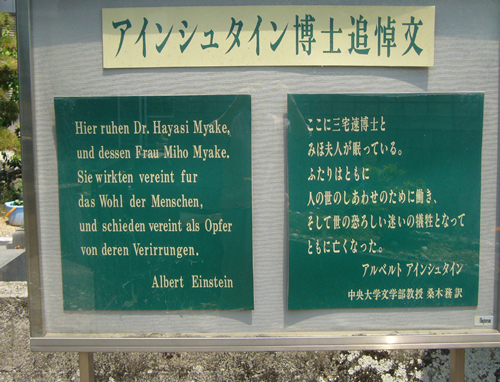 アインシュタイン博士追悼文
Hier ruhen Dr. Hayasi Myake,
und dessen Frau Miho Myake.
Sie wirkten vereint fur
das Wohl der Menschen,
und schieden vereint als Opfer
von deren Verirrungen.
Albert Einstein
ここに三宅速博士と
みほ夫人が眠っている。
ふたりはともに
人の世のしあわせのために働き、
そして世の恐ろしい迷いの犠牲となって
ともに亡くなった。
アルベルト アインシュタイン
中央大学文学部教授 桑木務 訳